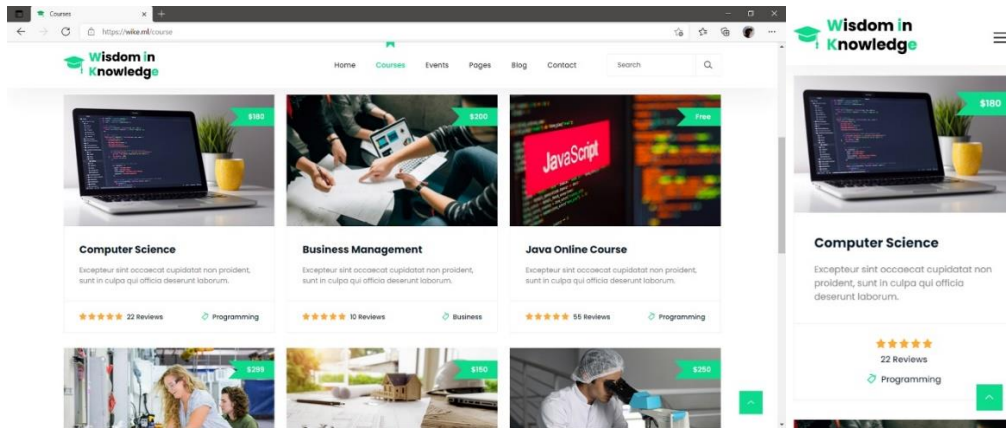 Courses
https://wike.ml/course
Wisdom in
Knowledge
Home Courses Events Pages Blog Contact Search
$180
$200
Free
JavaScript
Computer Science
Excepteur sint occaecat cupidatat non proident,
sunt in culpa qui officia deserunt laborum.
22 Reviews Programming
Business Management
Excepteur sint occaecat cupidatat non proident,
sunt in culpa qui officia deserunt laborum.
10 Reviews Business
Java Online Course
Excepteur sint occaecat cupidatat non proident,
sunt in culpa qui officia deserunt laborum.
55 Reviews Programming
$299
$150
$250
Wisdom in
Knowledge
$180
Computer Science
Excepteur sint occaecat cupidatat non
proident, sunt in culpa qui officia
deserunt laborum.
22 Reviews
Programming